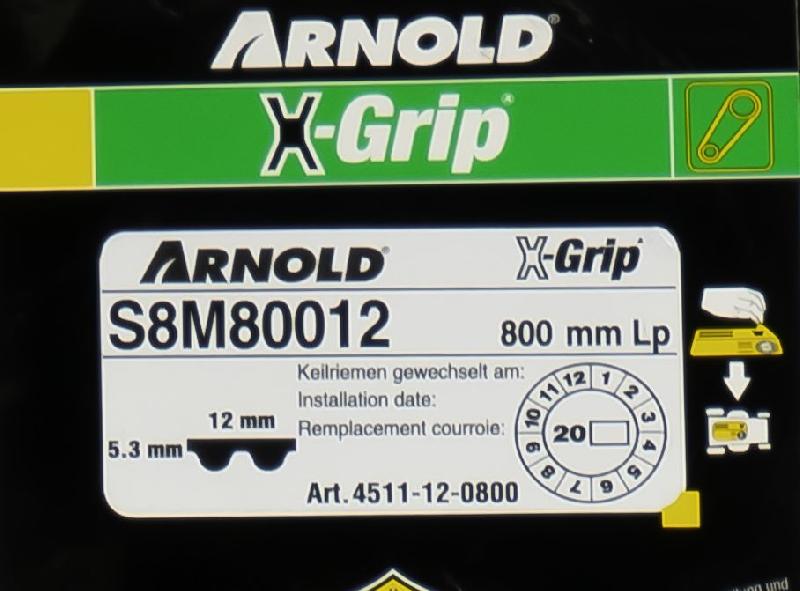 ARNOLD®
X-Grip®
ARNOLD® X-Grip
S8M80012 800 mm Lp
Keilriemen gewechselt am:
Installation date:
Remplacement courroie:
12 mm
5.3 mm
12 1 2 3 4 5 6 7 8 9 10 11
20
Art. 4511-12-0800
und